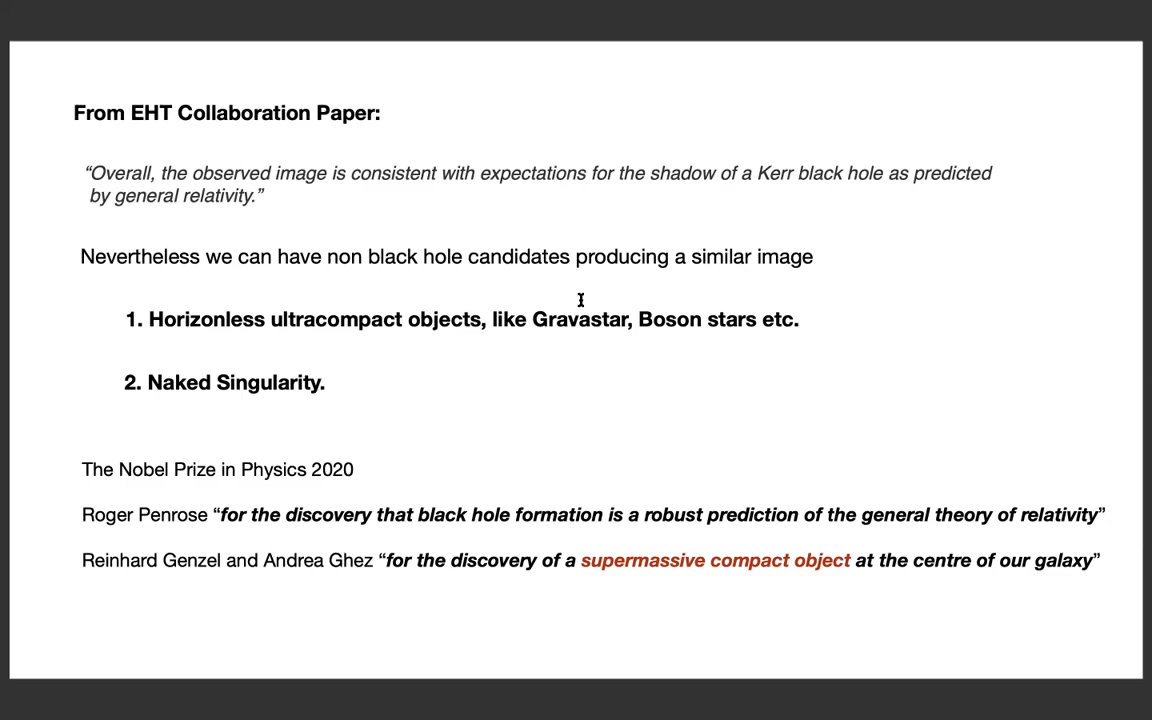 From EHT Collaboration Paper:
“Overall, the observed image is consistent with expectations for the shadow of a Kerr black hole as predicted
by general relativity.”
Nevertheless we can have non black hole candidates producing a similar image
1. Horizonless ultracompact objects, like Gravastar, Boson stars etc.
2. Naked Singularity.
The Nobel Prize in Physics 2020
Roger Penrose “for the discovery that black hole formation is a robust prediction of the general theory of relativity”
Reinhard Genzel and Andrea Ghez “for the discovery of a supermassive compact object at the centre of our galaxy”